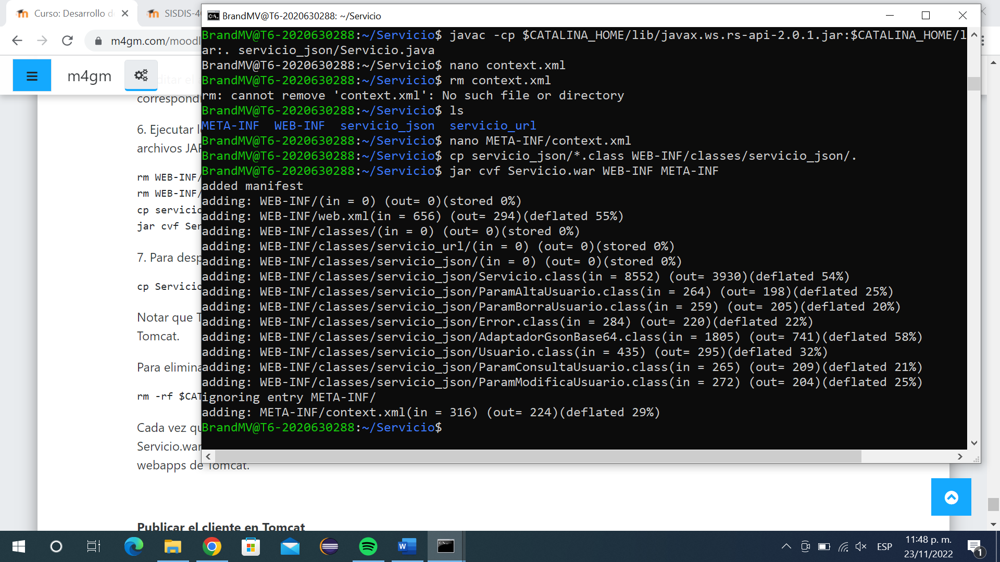 Curso: Desarrollo d
SISDIS-4
m4gm.com/moodl
m4gm
ditar el
correspond
6. Ejecutar l
archivos JAR
rm WEB-INF/
rm WEB-INF/
cp servicio
jar cvf Ser
7. Para desp
cp Servicio
Notar que T
Tomcat.
Para elimina
rm -rf $CAT
Cada vez qu
Servicio.war
webapps de Tomcat.
Publicar el cliente en Tomcat
BrandMV@T6-2020630288: ~/Servicio
BrandMV@T6-2020630288:~/Servicio$ javac -cp $CATALINA_HOME/lib/javax.ws.rs-api-2.0.1.jar:$CATALINA_HOME/l
ar:. servicio_json/Servicio.java
BrandMV@T6-2020630288:~/Servicio$ nano context.xml
BrandMV@T6-2020630288:~/Servicio$ rm context.xml
rm: cannot remove 'context.xml': No such file or directory
BrandMV@T6-2020630288:~/Servicio$ ls
META-INF  WEB-INF  servicio_json  servicio_url
BrandMV@T6-2020630288:~/Servicio$ nano META-INF/context.xml
BrandMV@T6-2020630288:~/Servicio$ cp servicio_json/*.class WEB-INF/classes/servicio_json/.
BrandMV@T6-2020630288:~/Servicio$ jar cvf Servicio.war WEB-INF META-INF
added manifest
adding: WEB-INF/(in = 0) (out= 0)(stored 0%)
adding: WEB-INF/web.xml(in = 656) (out= 294)(deflated 55%)
adding: WEB-INF/classes/(in = 0) (out= 0)(stored 0%)
adding: WEB-INF/classes/servicio_url/(in = 0) (out= 0)(stored 0%)
adding: WEB-INF/classes/servicio_json/(in = 0) (out= 0)(stored 0%)
adding: WEB-INF/classes/servicio_json/Servicio.class(in = 8552) (out= 3930)(deflated 54%)
adding: WEB-INF/classes/servicio_json/ParamAltaUsuario.class(in = 264) (out= 198)(deflated 25%)
adding: WEB-INF/classes/servicio_json/ParamBorraUsuario.class(in = 259) (out= 205)(deflated 20%)
adding: WEB-INF/classes/servicio_json/Error.class(in = 284) (out= 220)(deflated 22%)
adding: WEB-INF/classes/servicio_json/AdaptadorGsonBase64.class(in = 1805) (out= 741)(deflated 58%)
adding: WEB-INF/classes/servicio_json/Usuario.class(in = 435) (out= 295)(deflated 32%)
adding: WEB-INF/classes/servicio_json/ParamConsultaUsuario.class(in = 265) (out= 209)(deflated 21%)
adding: WEB-INF/classes/servicio_json/ParamModificaUsuario.class(in = 272) (out= 204)(deflated 25%)
ignoring entry META-INF/
adding: META-INF/context.xml(in = 316) (out= 224)(deflated 29%)
BrandMV@T6-2020630288:~/Servicio$
ESP
11:48 p. m.
23/11/2022
1